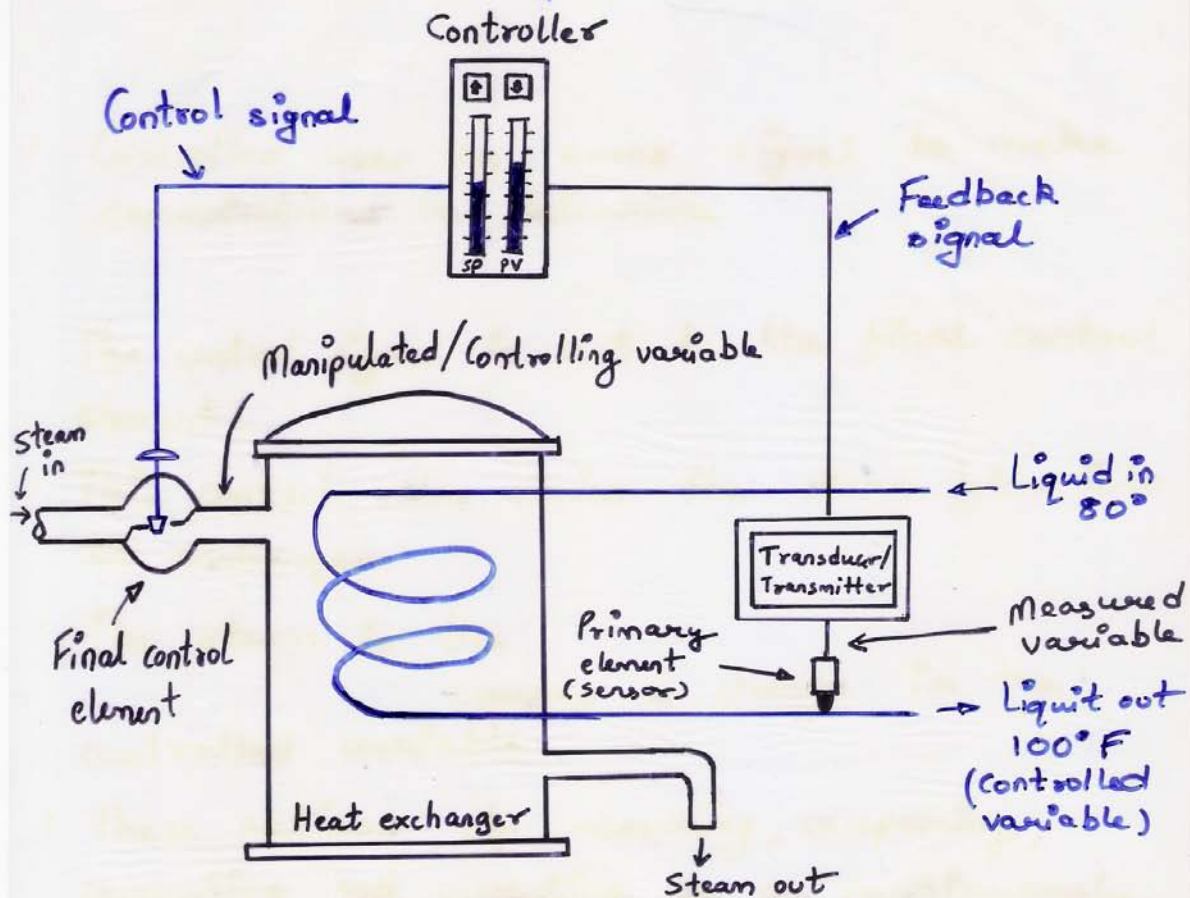 Controller
Control signal
SP PV
Feedback
signal
Manipulated/Controlling variable
Steam
in
Liquid in
80°
Transducer/
Transmitter
Measured
variable
Primary
element
(sensor)
Final control
element
Liquit out
100° F
(Controlled
variable)
Heat exchanger
Steam out